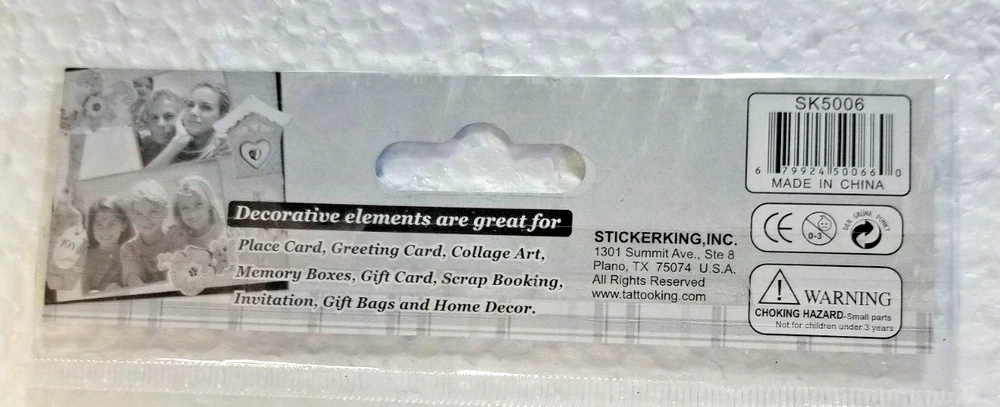 Decorative elements are great for
Place Card, Greeting Card, Collage Art,
Memory Boxes, Gift Card, Scrap Booking,
Invitation, Gift Bags and Home Decor.
STICKERKING,INC.
1301 Summit Ave., Ste 8
Plano, TX 75074 U.S.A.
All Rights Reserved
www.tattooking.com
SK5006
6 79924 50066 0
MADE IN CHINA
CE
0-3
DER GRÜNE PUNKT
WARNING
CHOKING HAZARD-Small parts
Not for children under 3 years